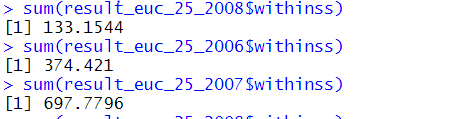 > sum(result_euc_25_2008$withinss)
[1] 133.1544
> sum(result_euc_25_2006$withinss)
[1] 374.421
> sum(result_euc_25_2007$withinss)
[1] 697.7796